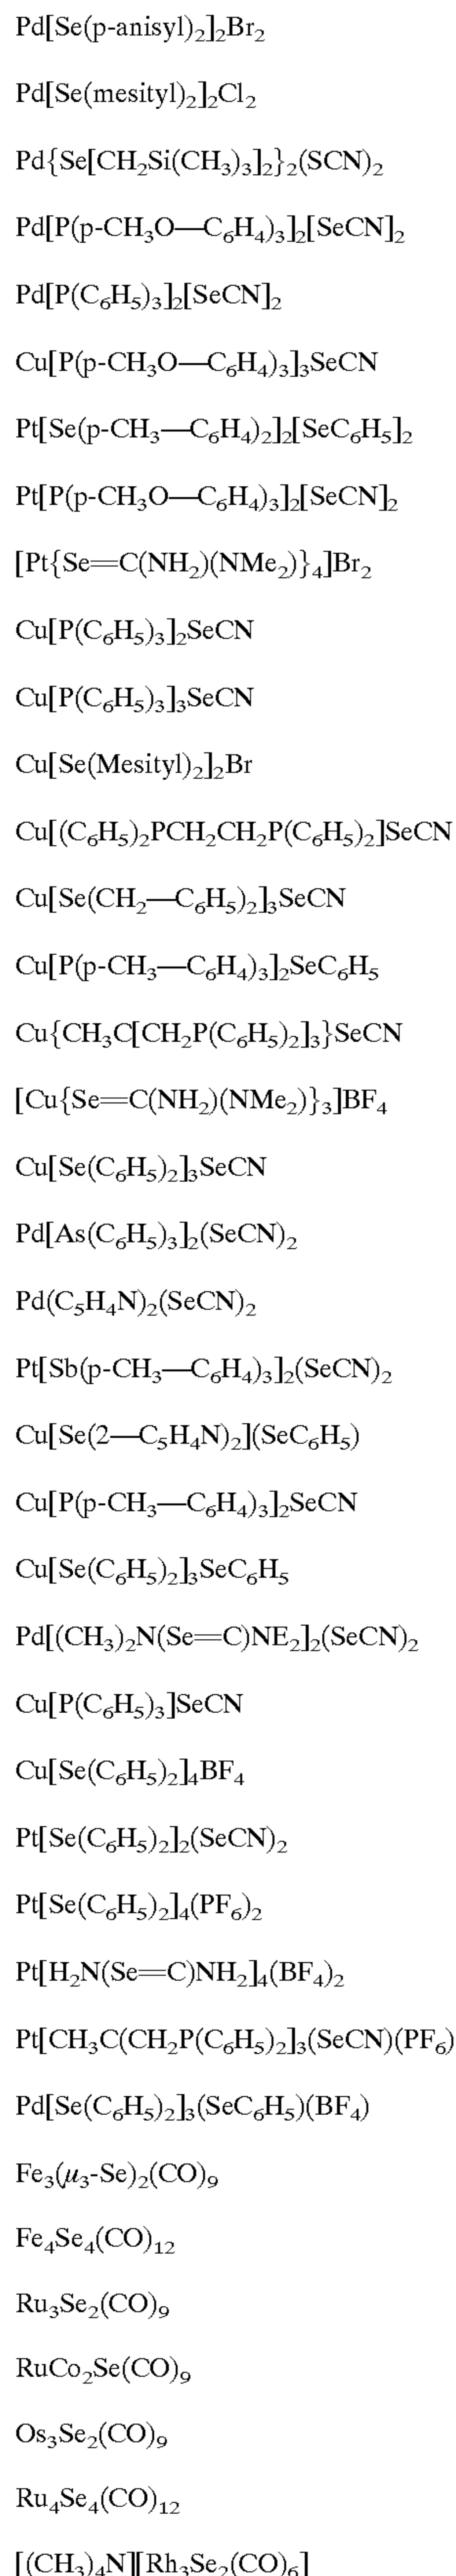 Pd[Se(p-anisyl)₂]₂Br₂
Pd[Se(mesityl)₂]₂Cl₂
Pd{Se[CH₂Si(CH₃)₃]₂}₂(SCN)₂
Pd[P(p-CH₃O—C₆H₄)₃]₂[SeCN]₂
Pd[P(C₆H₅)₃]₂[SeCN]₂
Cu[P(p-CH₃O—C₆H₄)₃]₃SeCN
Pt[Se(p-CH₃—C₆H₄)₂]₂[SeC₆H₅]₂
Pt[P(p-CH₃O—C₆H₄)₃]₂[SeCN]₂
[Pt{Se=C(NH₂)(NMe₂)}₄]Br₂
Cu[P(C₆H₅)₃]₂SeCN
Cu[P(C₆H₅)₃]₃SeCN
Cu[Se(Mesityl)₂]₂Br
Cu[(C₆H₅)₂PCH₂CH₂P(C₆H₅)₂]SeCN
Cu[Se(CH₂—C₆H₅)₂]₃SeCN
Cu[P(p-CH₃—C₆H₄)₃]₂SeC₆H₅
Cu{CH₃C[CH₂P(C₆H₅)₂]₃}SeCN
[Cu{Se=C(NH₂)(NMe₂)}₃]BF₄
Cu[Se(C₆H₅)₂]₃SeCN
Pd[As(C₆H₅)₃]₂(SeCN)₂
Pd(C₅H₄N)₂(SeCN)₂
Pt[Sb(p-CH₃—C₆H₄)₃]₂(SeCN)₂
Cu[Se(2—C₅H₄N)₂](SeC₆H₅)
Cu[P(p-CH₃—C₆H₄)₃]₂SeCN
Cu[Se(C₆H₅)₂]₃SeC₆H₅
Pd[(CH₃)₂N(Se=C)NE₂]₂(SeCN)₂
Cu[P(C₆H₅)₃]SeCN
Cu[Se(C₆H₅)₂]₄BF₄
Pt[Se(C₆H₅)₂]₂(SeCN)₂
Pt[Se(C₆H₅)₂]₄(PF₆)₂
Pt[H₂N(Se=C)NH₂]₄(BF₄)₂
Pt[CH₃C(CH₂P(C₆H₅)₂]₃(SeCN)(PF₆)
Pd[Se(C₆H₅)₂]₃(SeC₆H₅)(BF₄)
Fe₃(μ₃-Se)₂(CO)₉
Fe₄Se₄(CO)₁₂
Ru₃Se₂(CO)₉
RuCo₂Se(CO)₉
Os₃Se₂(CO)₉
Ru₄Se₄(CO)₁₂
[(CH₃)₄N][Rh₃Se₂(CO)₆]